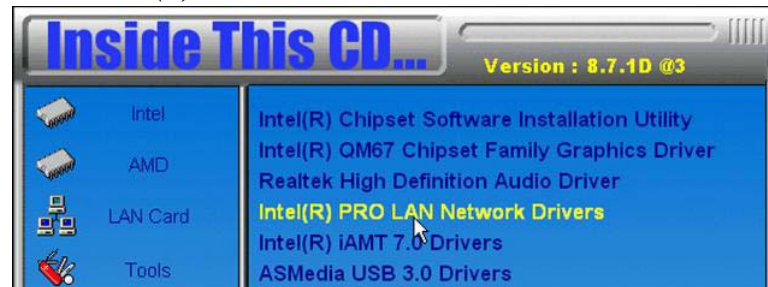 Inside This CD...
Version : 8.7.1D @3
Intel
AMD
LAN Card
Tools
Intel(R) Chipset Software Installation Utility
Intel(R) QM67 Chipset Family Graphics Driver
Realtek High Definition Audio Driver
Intel(R) PRO LAN Network Drivers
Intel(R) iAMT 7.0 Drivers
ASMedia USB 3.0 Drivers